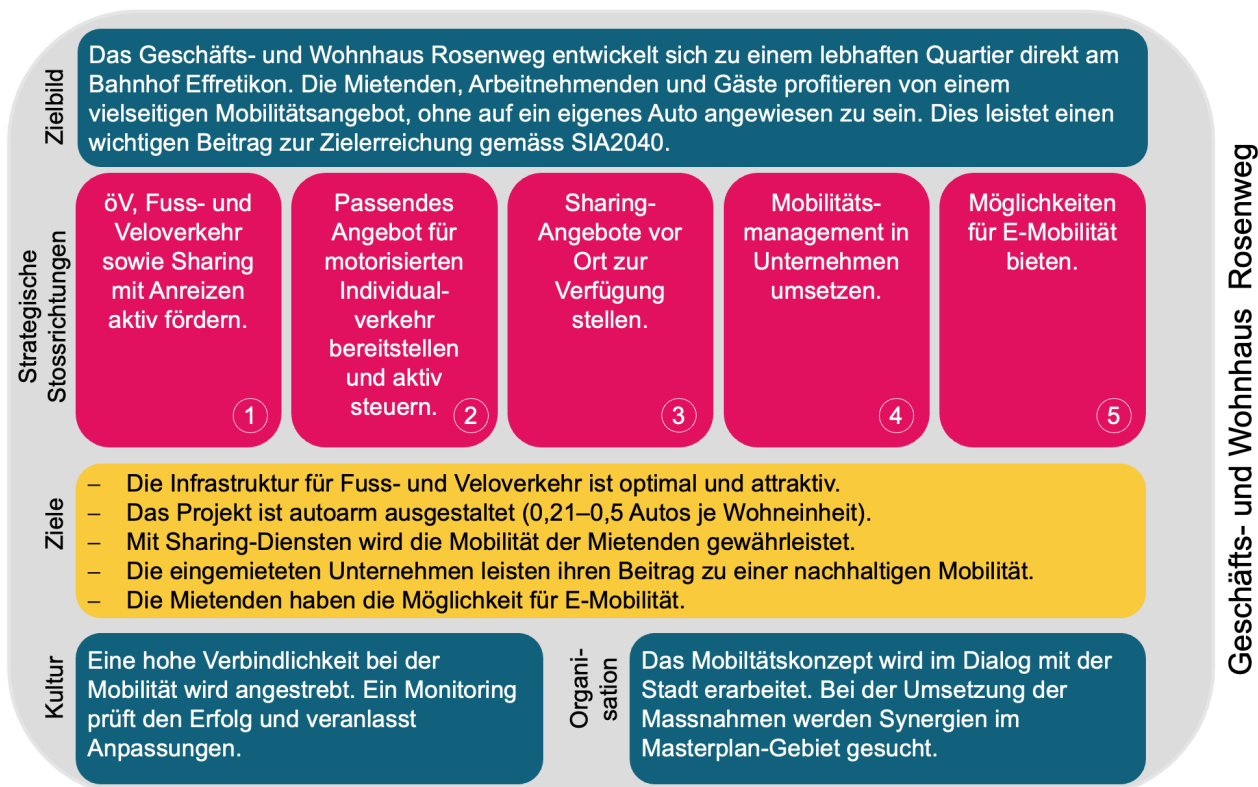 Zielbild
Das Geschäfts- und Wohnhaus Rosenweg entwickelt sich zu einem lebhaften Quartier direkt am
Bahnhof Effretikon. Die Mietenden, Arbeitnehmenden und Gäste profitieren von einem
vielseitigen Mobilitätsangebot, ohne auf ein eigenes Auto angewiesen zu sein. Dies leistet einen
wichtigen Beitrag zur Zielerreichung gemäss SIA2040.
Strategische
Stossrichtungen
öV, Fuss- und
Veloverkehr
sowie Sharing
mit Anreizen
aktiv fördern.
1
Passendes
Angebot für
motorisierten
Individual-
verkehr
bereitstellen
und aktiv
steuern.
2
Sharing-
Angebote vor
Ort zur
Verfügung
stellen.
3
Mobilitäts-
management in
Unternehmen
umsetzen.
4
Möglichkeiten
für E-Mobilität
bieten.
5
Ziele
– Die Infrastruktur für Fuss- und Veloverkehr ist optimal und attraktiv.
– Das Projekt ist autoarm ausgestaltet (0,21–0,5 Autos je Wohneinheit).
– Mit Sharing-Diensten wird die Mobilität der Mietenden gewährleistet.
– Die eingemieteten Unternehmen leisten ihren Beitrag zu einer nachhaltigen Mobilität.
– Die Mietenden haben die Möglichkeit für E-Mobilität.
Kultur
Eine hohe Verbindlichkeit bei der
Mobilität wird angestrebt. Ein Monitoring
prüft den Erfolg und veranlasst
Anpassungen.
Organi-
sation
Das Mobiltätskonzept wird im Dialog mit der
Stadt erarbeitet. Bei der Umsetzung der
Massnahmen werden Synergien im
Masterplan-Gebiet gesucht.
Geschäfts- und Wohnhaus Rosenweg